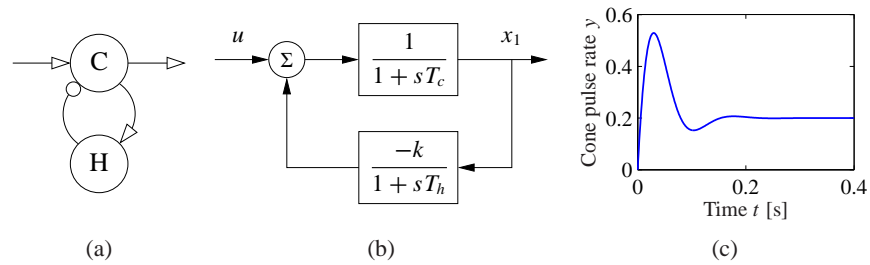 C
H
(a)
u
Σ
1
1 + sT_c
x_1
−k
1 + sT_h
(b)
Cone pulse rate y
0.6
0.4
0.2
0
0
0.2
0.4
Time t [s]
(c)